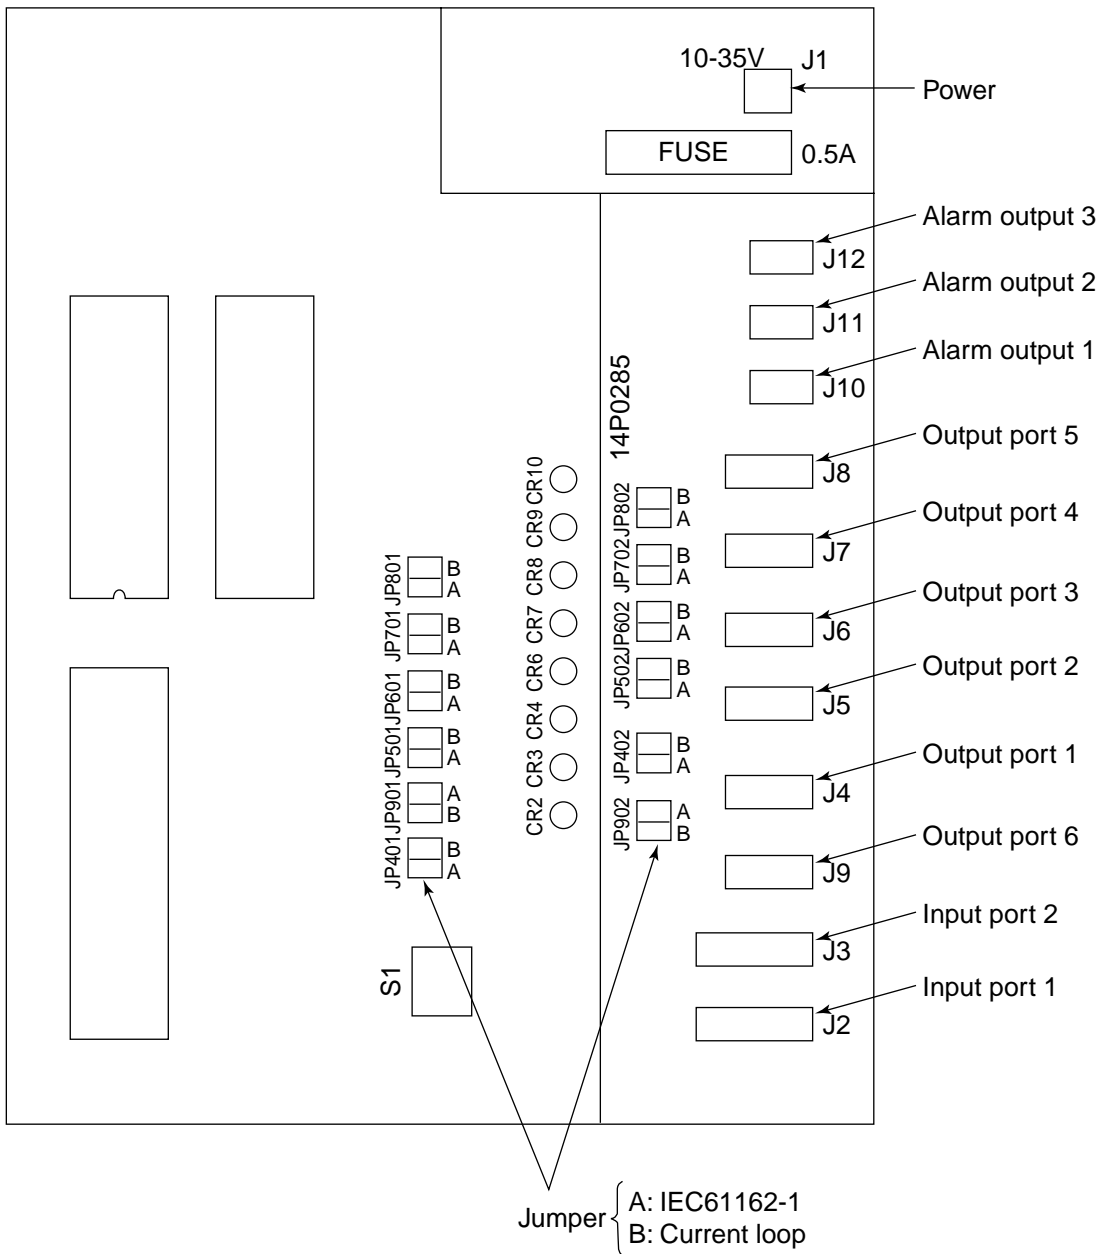 10-35V
J1
Power
FUSE
0.5A
Alarm output 3
J12
Alarm output 2
J11
Alarm output 1
J10
14P0285
Output port 5
J8
Output port 4
J7
Output port 3
J6
Output port 2
J5
Output port 1
J4
Output port 6
J9
Input port 2
J3
Input port 1
J2
CR10
CR9
CR8
CR7
CR6
CR4
CR3
CR2
JP802
B
A
JP702
B
A
JP602
B
A
JP502
B
A
JP402
B
A
JP902
A
B
JP801
B
A
JP701
B
A
JP601
B
A
JP501
B
A
JP901
A
B
JP401
B
A
S1
Jumper
A: IEC61162-1
B: Current loop